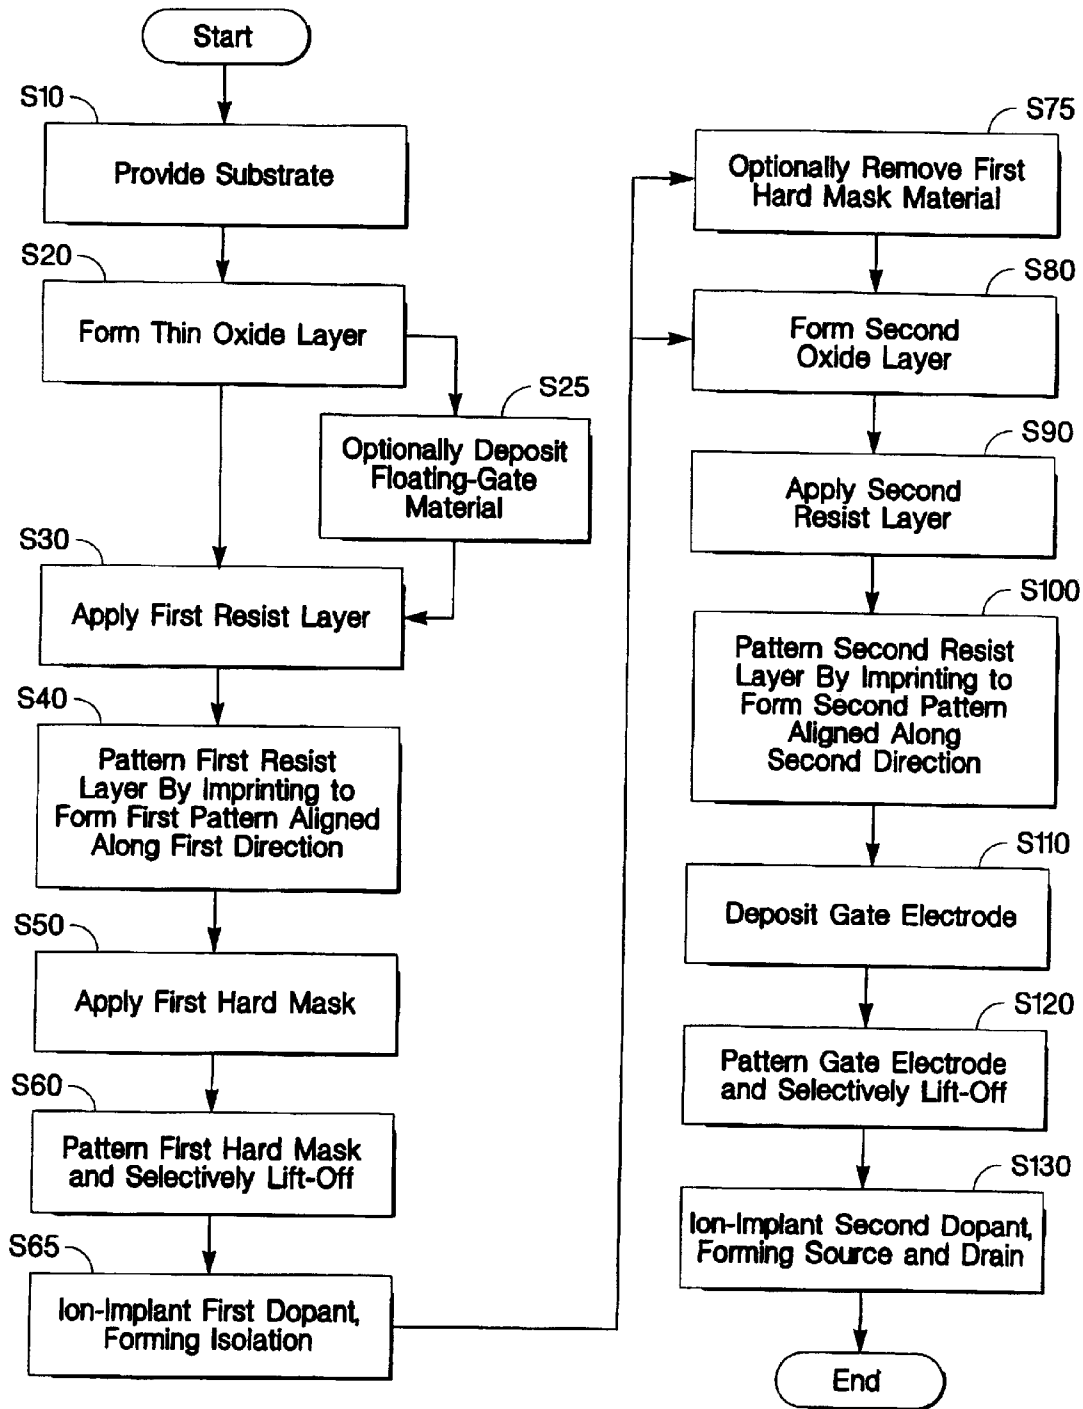 Start
S10
Provide Substrate
S20
Form Thin Oxide Layer
S25
Optionally Deposit
Floating-Gate
Material
S30
Apply First Resist Layer
S40
Pattern First Resist
Layer By Imprinting to
Form First Pattern Aligned
Along First Direction
S50
Apply First Hard Mask
S60
Pattern First Hard Mask
and Selectively Lift-Off
S65
Ion-Implant First Dopant,
Forming Isolation
S75
Optionally Remove First
Hard Mask Material
S80
Form Second
Oxide Layer
S90
Apply Second
Resist Layer
S100
Pattern Second Resist
Layer By Imprinting to
Form Second Pattern
Aligned Along
Second Direction
S110
Deposit Gate Electrode
S120
Pattern Gate Electrode
and Selectively Lift-Off
S130
Ion-Implant Second Dopant,
Forming Source and Drain
End